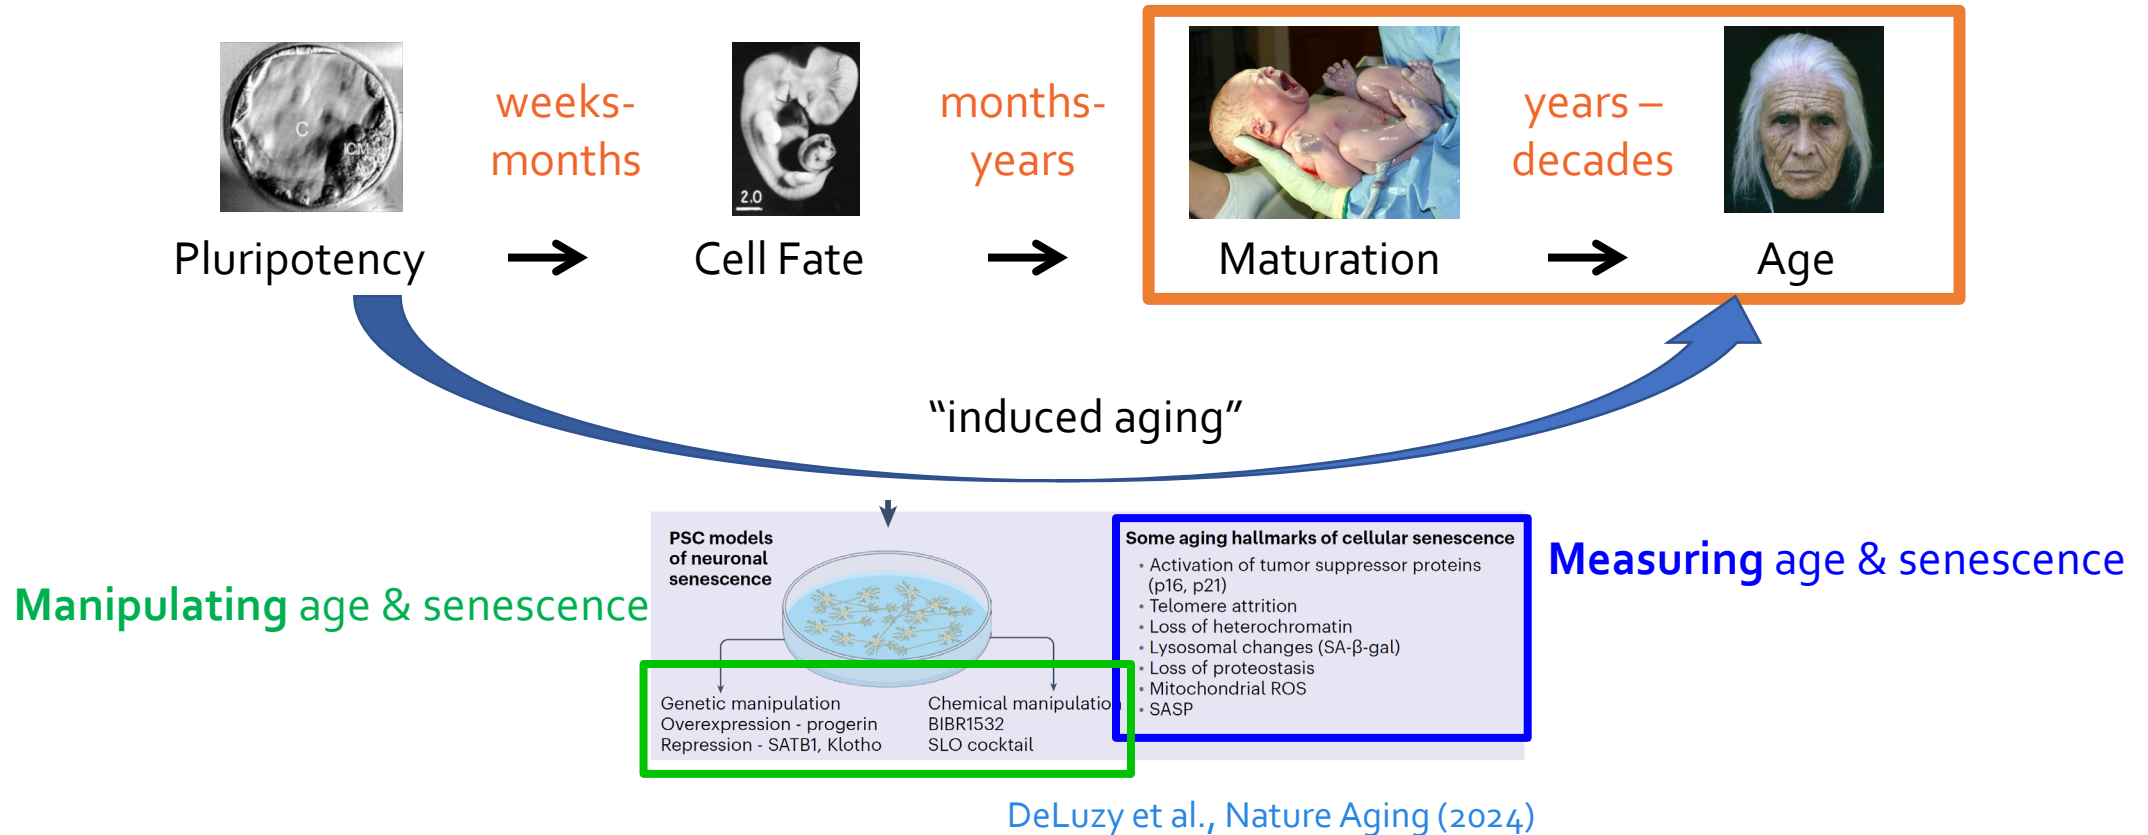 C
ICM
2.0
weeks-
months
months-
years
years –
decades
Pluripotency
Cell Fate
Maturation
Age
“induced aging”
Manipulating age & senescence
PSC models
of neuronal
senescence
Genetic manipulation
Overexpression - progerin
Repression - SATB1, Klotho
Chemical manipulation
BIBR1532
SLO cocktail
Some aging hallmarks of cellular senescence
• Activation of tumor suppressor proteins
(p16, p21)
• Telomere attrition
• Loss of heterochromatin
• Lysosomal changes (SA-β-gal)
• Loss of proteostasis
• Mitochondrial ROS
• SASP
Measuring age & senescence
DeLuzy et al., Nature Aging (2024)